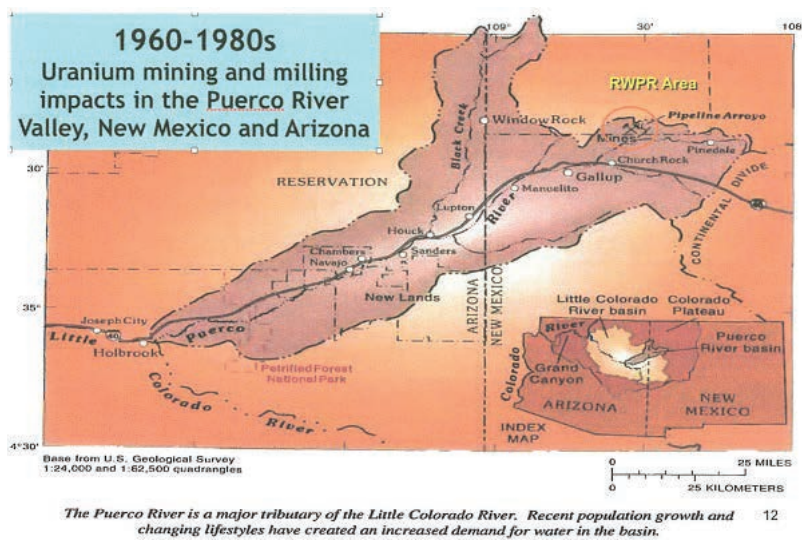 1960-1980s
Uranium mining and milling
impacts in the Puerco River
Valley, New Mexico and Arizona
109°
30'
108
RWPR Area
Pipeline Arroyo
Window Rock
Mines
Pinedale
Black Creek
Church Rock
30'
RESERVATION
Gallup
Manuelito
CONTINENTAL DIVIDE
Lupton
River
40
Houck
Chambers
Sanders
Navajo
New Lands
ARIZONA
NEW MEXICO
35°
Little Colorado
River basin
Colorado
Plateau
Joseph City
Little
40
Puerco
Holbrook
River
Puerco
River basin
Petrified Forest
National Park
Grand
Canyon
Colorado
Colorado
River
ARIZONA
NEW
MEXICO
INDEX
MAP
4°30'
Base from U.S. Geological Survey
1:24,000 and 1:62,500 quadrangles
0
25 MILES
0
25 KILOMETERS
The Puerco River is a major tributary of the Little Colorado River. Recent population growth and
changing lifestyles have created an increased demand for water in the basin.
12